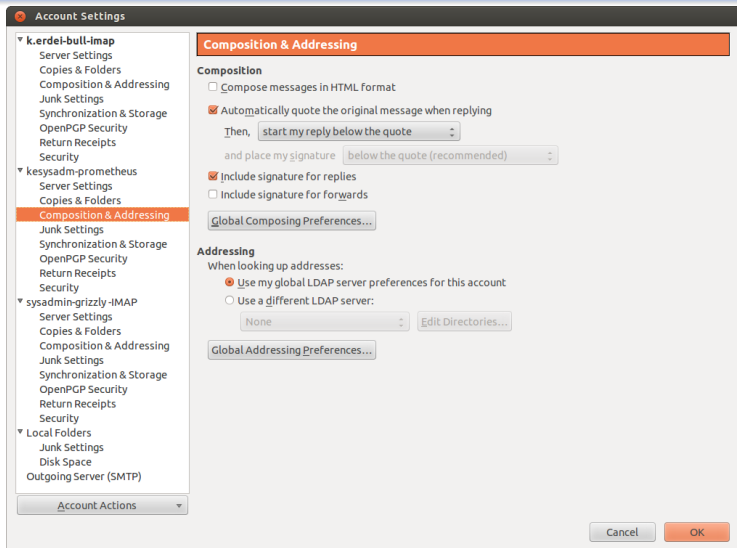 Account Settings
k.erdei-bull-imap
Server Settings
Copies & Folders
Composition & Addressing
Junk Settings
Synchronization & Storage
OpenPGP Security
Return Receipts
Security
kesysadm-prometheus
Server Settings
Copies & Folders
Composition & Addressing
Junk Settings
Synchronization & Storage
OpenPGP Security
Return Receipts
Security
sysadmin-grizzly -IMAP
Server Settings
Copies & Folders
Composition & Addressing
Junk Settings
Synchronization & Storage
OpenPGP Security
Return Receipts
Security
Local Folders
Junk Settings
Disk Space
Outgoing Server (SMTP)
Account Actions
Composition & Addressing
Composition
Compose messages in HTML format
Automatically quote the original message when replying
Then, start my reply below the quote
and place my signature below the quote (recommended)
Include signature for replies
Include signature for forwards
Global Composing Preferences...
Addressing
When looking up addresses:
Use my global LDAP server preferences for this account
Use a different LDAP server:
None Edit Directories...
Global Addressing Preferences...
Cancel OK